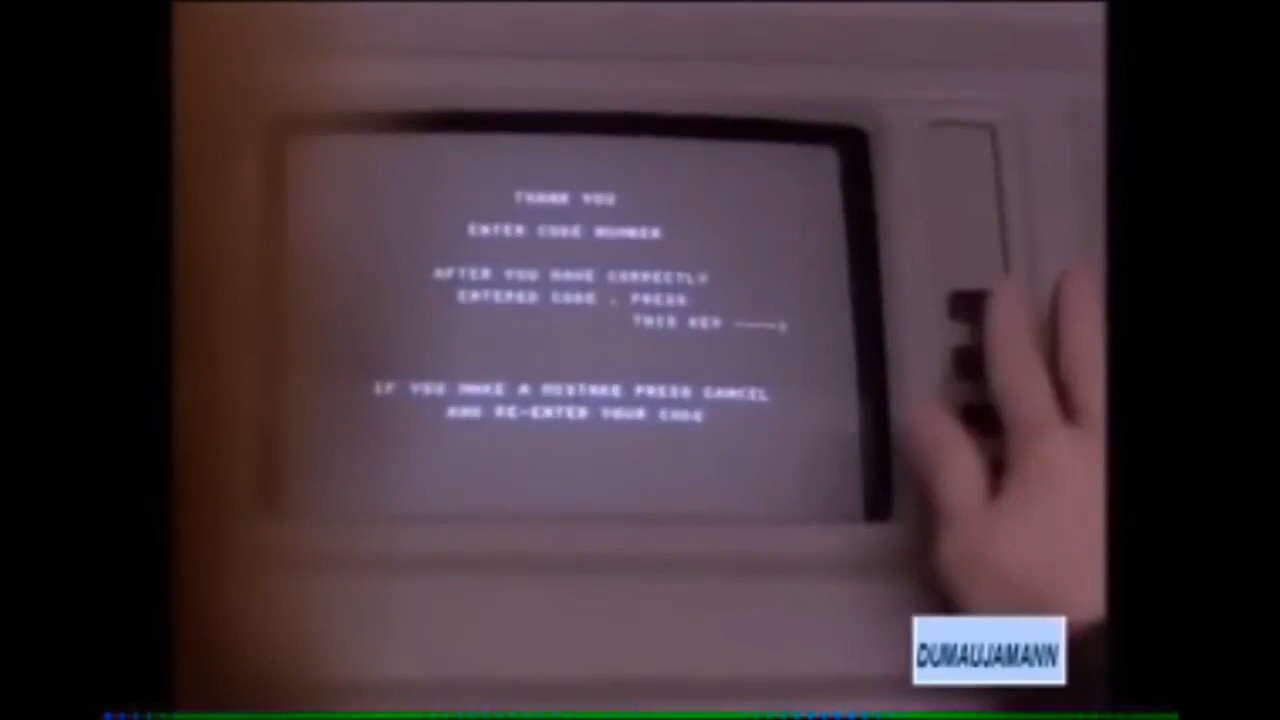 THANK YOU
ENTER CODE NUMBER
AFTER YOU HAVE CORRECTLY
ENTERED CODE , PRESS
THIS KEY ---->
IF YOU MAKE A MISTAKE PRESS CANCEL
AND RE-ENTER YOUR CODE
DUMAUJAMANN